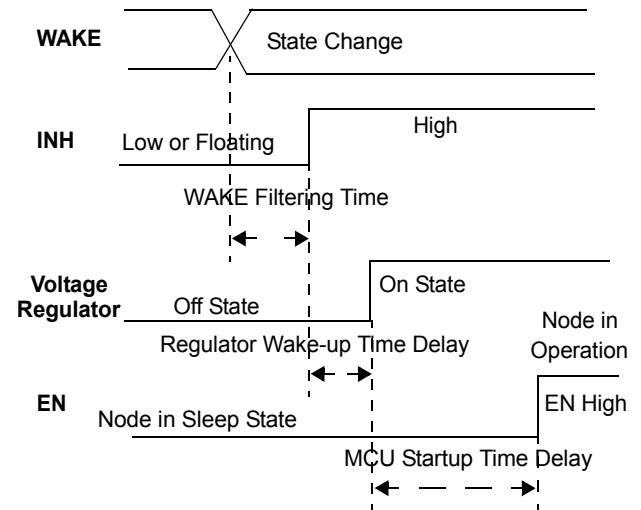 WAKE
State Change
INH
Low or Floating
High
WAKE Filtering Time
Voltage
Regulator
Off State
On State
Regulator Wake-up Time Delay
Node in
Operation
EN
Node in Sleep State
EN High
MCU Startup Time Delay